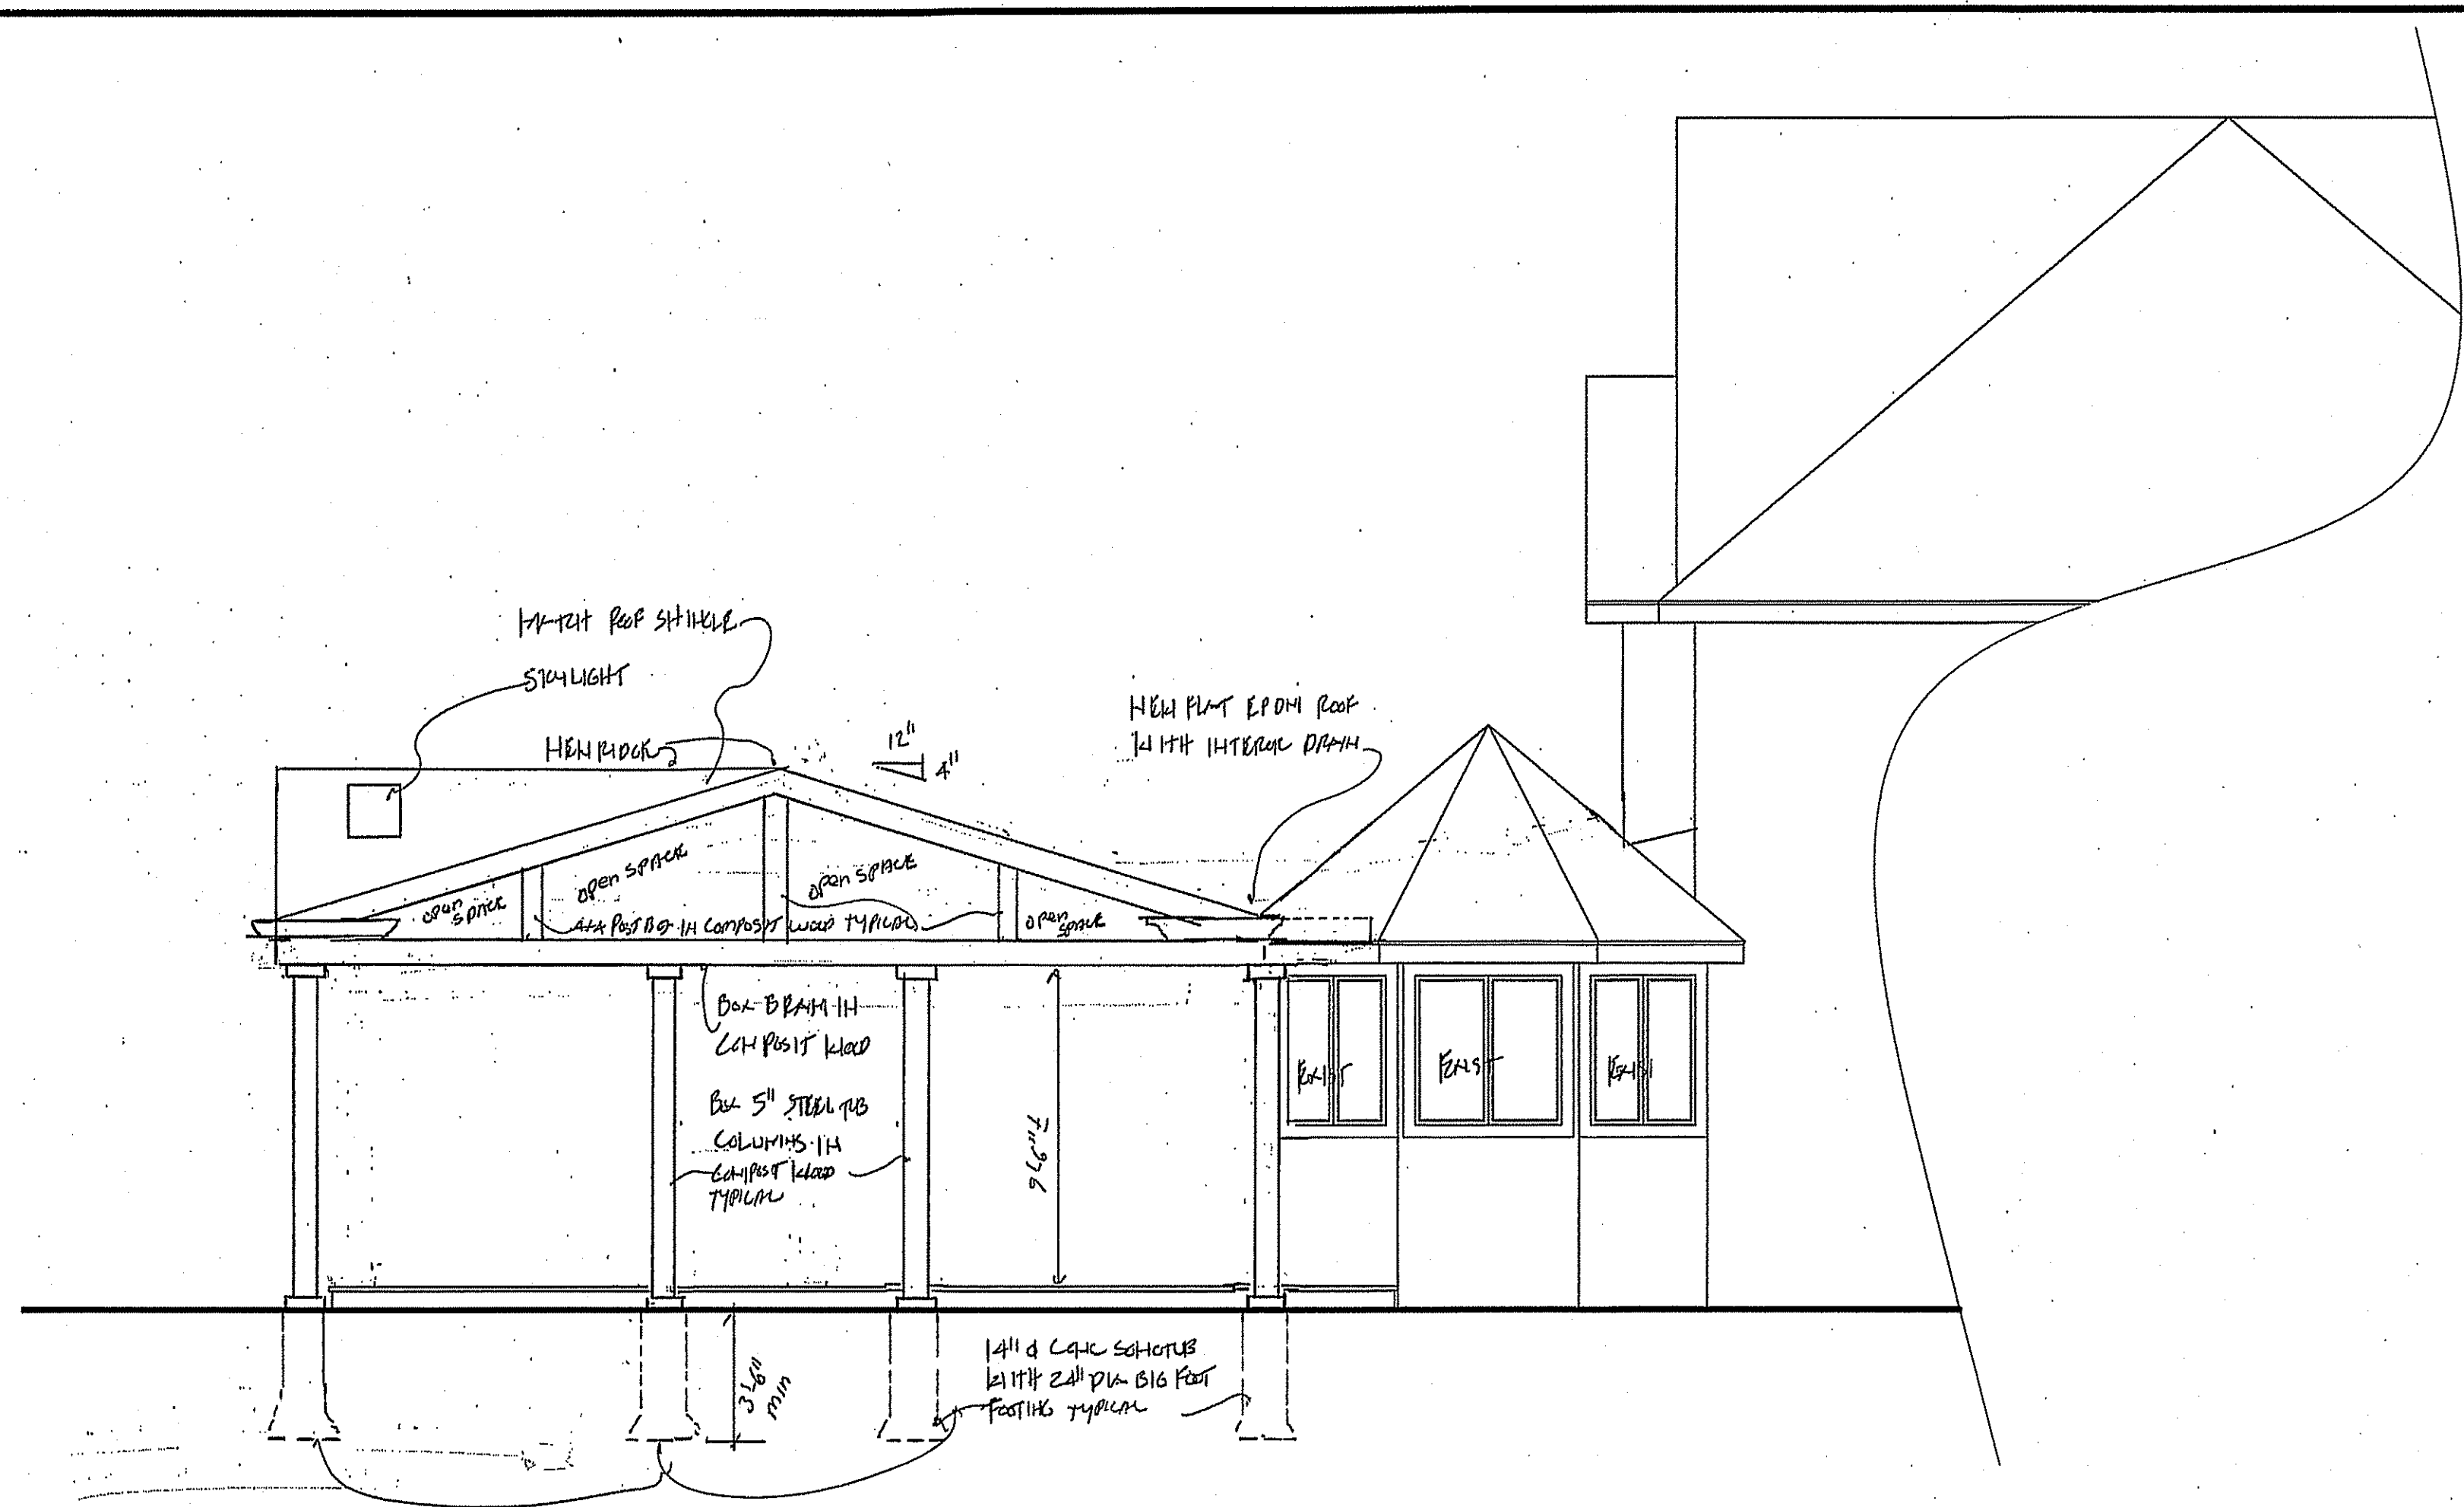 MATCH ROOF SHINGLE
SKYLIGHT
NEW RIDGE
12"
4"
NEW FLAT EPDM ROOF
WITH INTERGL DRAIN
OPEN SPACE
OPEN SPACE
OPEN
SPACE
4x4 POST BOX IN COMPOSIT WOOD TYPICAL
OPEN
SPACE
BOX BEAM IN
COMPOSIT WOOD
BOX 5" STEEL TUB
COLUMNS IN
COMPOSIT WOOD
TYPICAL
EXIST
EXIST
EXIST
3'-6"
MIN
14" ø CONC SONOTUB
WITH 24" DIA BIG FOOT
FOOTING TYPICAL